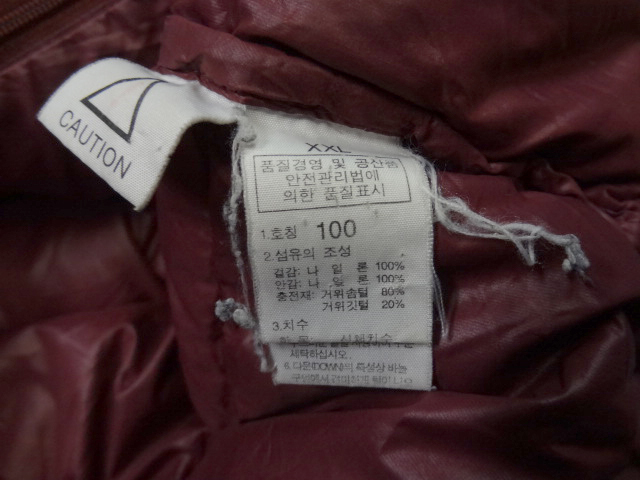 CAUTION
XXL
품질경영 및 공산품
안전관리법에
의한 품질표시
1.호칭 100
2.섬유의 조성
겉감: 나 일 론 100%
안감: 나 일 론 100%
충전재: 거위솜털 80%
거위깃털 20%
3.치수
신체치수
세탁하십시오.
6.다운(DOWN)의 특성상 바늘